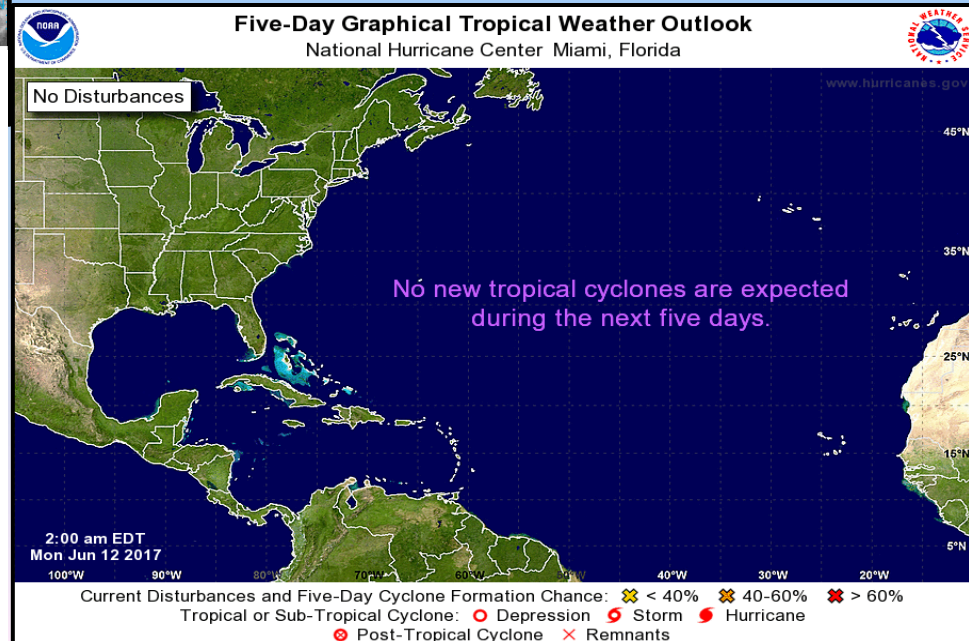 Five-Day Graphical Tropical Weather Outlook
National Hurricane Center Miami, Florida
NOAA
No Disturbances
www.hurricanes.gov
45°N
35°N
No new tropical cyclones are expected
during the next five days.
25°N
15°N
2:00 am EDT
Mon Jun 12 2017
5°N
100°W 90°W 80°W 70°W 60°W 50°W 40°W 30°W 20°W
Current Disturbances and Five-Day Cyclone Formation Chance: < 40% 40-60% > 60%
Tropical or Sub-Tropical Cyclone: Depression Storm Hurricane
Post-Tropical Cyclone Remnants